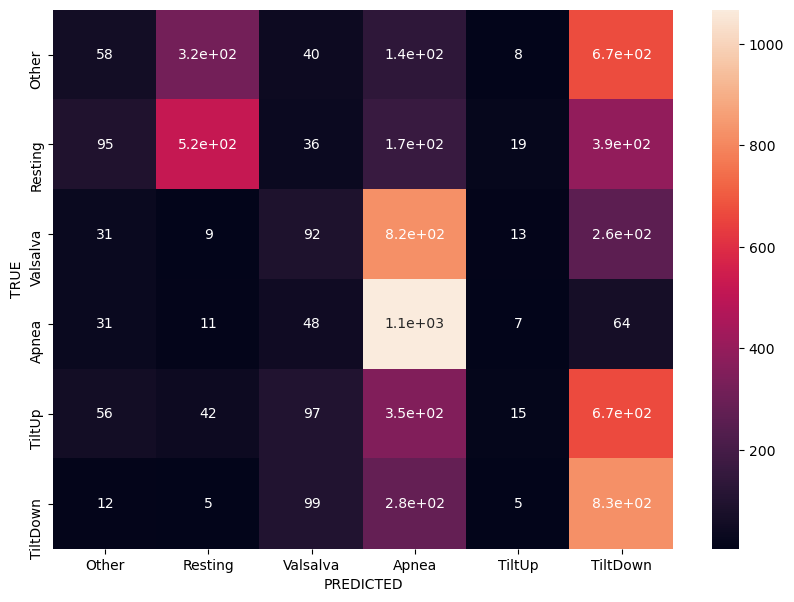 Other 58 3.2e+02 40 1.4e+02 8 6.7e+02
Resting 95 5.2e+02 36 1.7e+02 19 3.9e+02
Valsalva 31 9 92 8.2e+02 13 2.6e+02
Apnea 31 11 48 1.1e+03 7 64
TiltUp 56 42 97 3.5e+02 15 6.7e+02
TiltDown 12 5 99 2.8e+02 5 8.3e+02
TRUE
Other Resting Valsalva Apnea TiltUp TiltDown
PREDICTED
1000
800
600
400
200